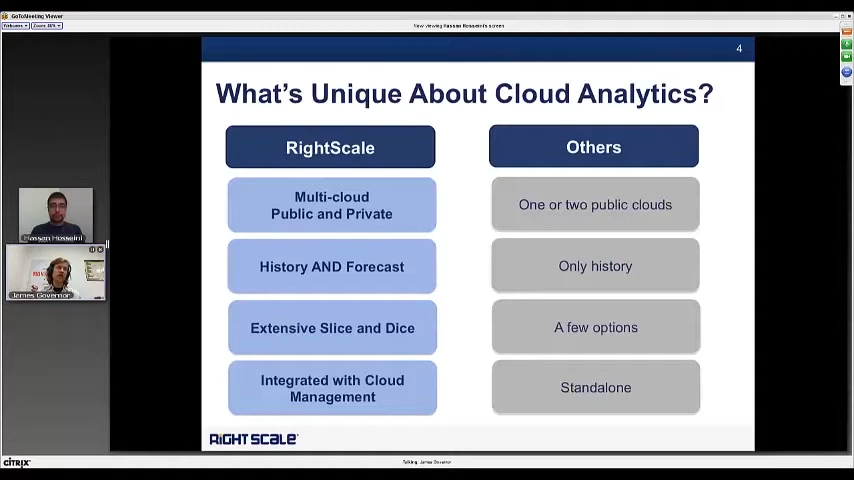 GoToMeeting Viewer
Now viewing Hassan Hosseini's screen
4
What's Unique About Cloud Analytics?
RightScale
Others
Multi-cloud
Public and Private
One or two public clouds
History AND Forecast
Only history
Extensive Slice and Dice
A few options
Integrated with Cloud
Management
Standalone
Hassan Hosseini
James Governor
RIGHTSCALE
CITRIX
Talking: James Governor